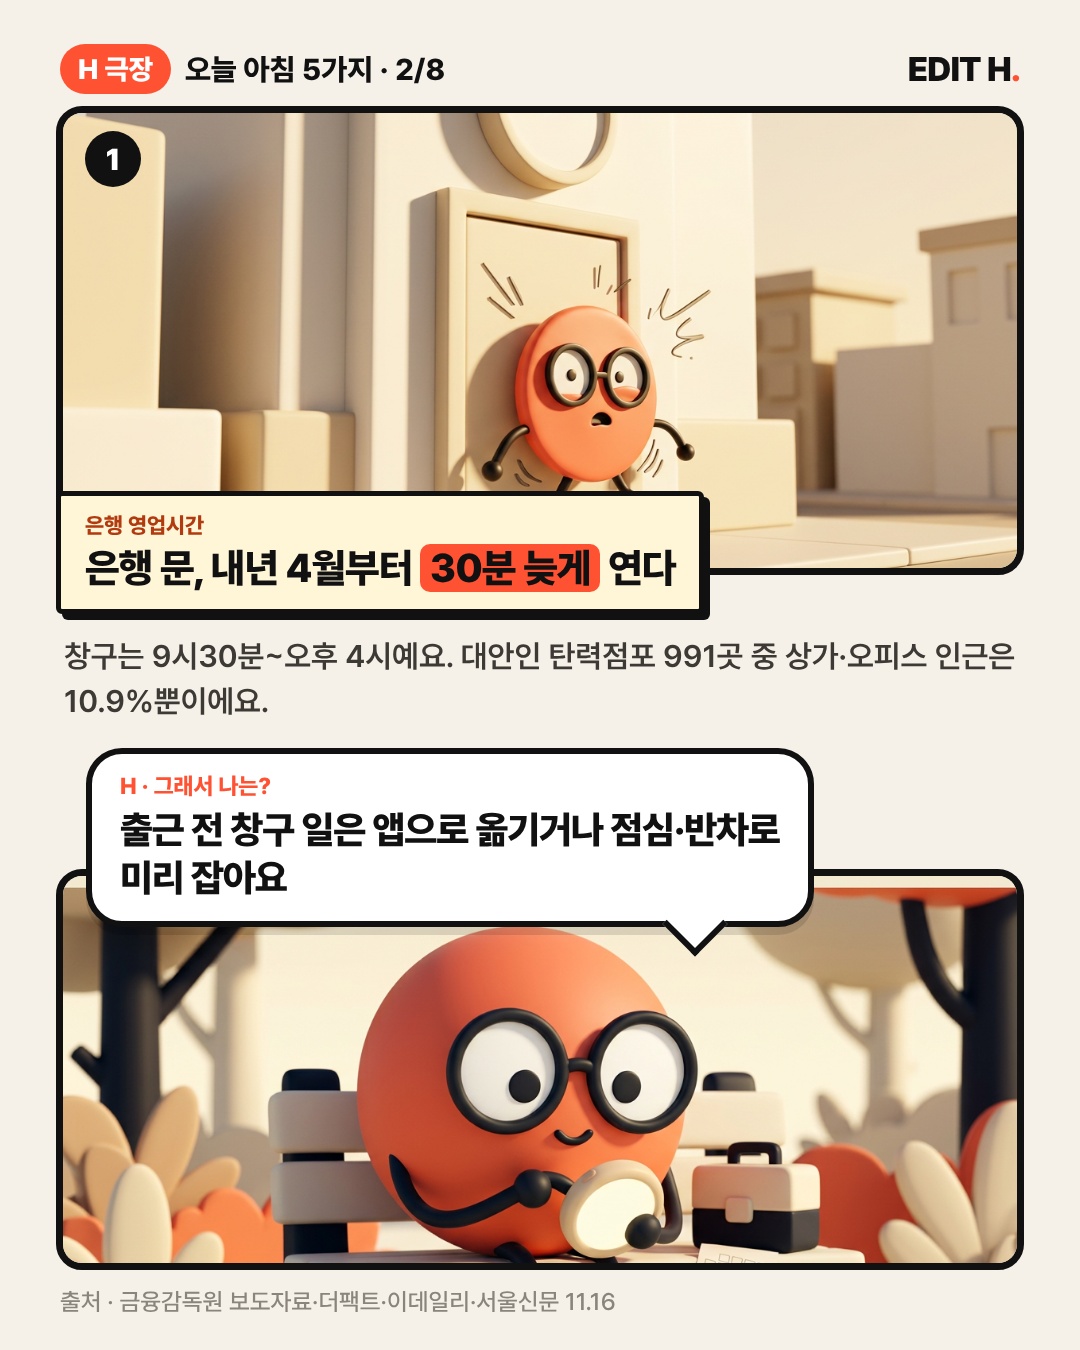 H 극장 오늘 아침 5가지 · 2/8
EDIT H.
1
은행 영업시간
은행 문, 내년 4월부터 30분 늦게 연다
창구는 9시30분~오후 4시예요. 대안인 탄력점포 991곳 중 상가·오피스 인근은
10.9%뿐이에요.
H · 그래서 나는?
출근 전 창구 일은 앱으로 옮기거나 점심·반차로
미리 잡아요
출처 · 금융감독원 보도자료·더팩트·이데일리·서울신문 11.16